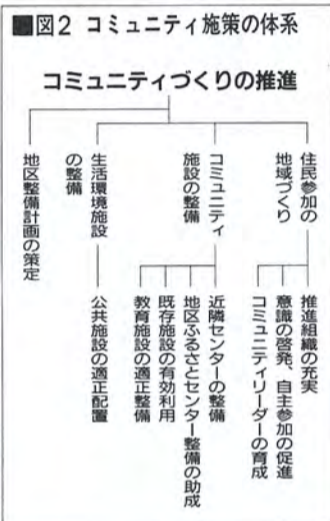 ■図2 コミュニティ施策の体系
コミュニティづくりの推進
住民参加の
地域づくり
推進組織の充実
意識の啓発、自主参加の促進
コミュニティリーダーの育成
コミュニティ
施設の整備
近隣センターの整備
地区ふるさとセンター整備の助成
既存施設の有効利用
教育施設の適正整備
生活環境施設
の整備
公共施設の適正配置
地区整備計画の策定